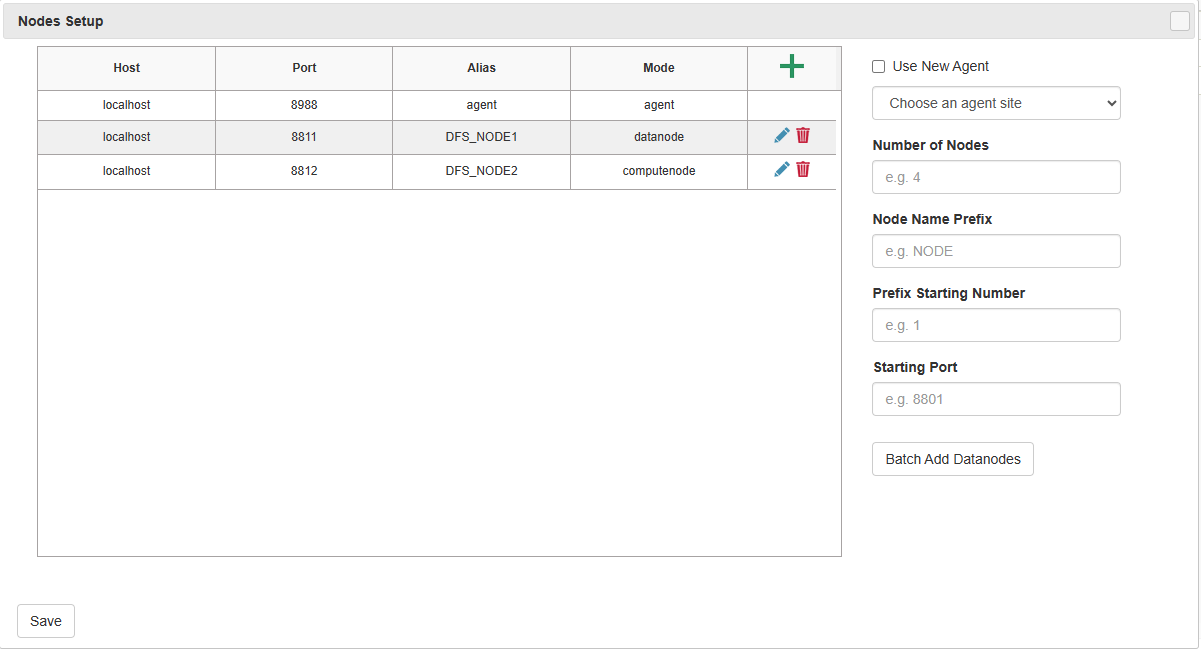 Nodes Setup
Host Port Alias Mode
localhost 8988 agent agent
localhost 8811 DFS_NODE1 datanode
localhost 8812 DFS_NODE2 computenode
Use New Agent
Choose an agent site
Number of Nodes
e.g. 4
Node Name Prefix
e.g. NODE
Prefix Starting Number
e.g. 1
Starting Port
e.g. 8801
Batch Add Datanodes
Save